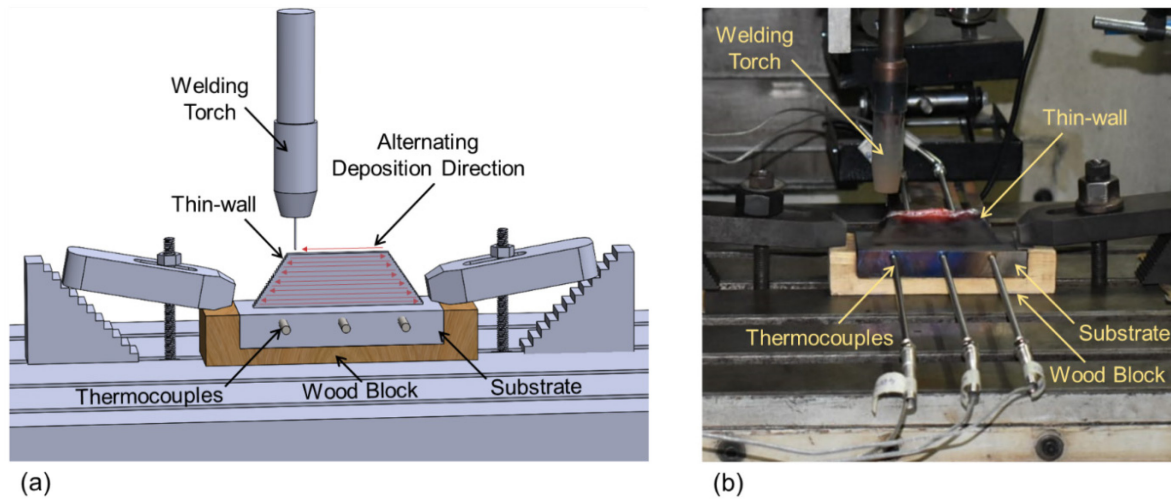 Welding
Torch
Alternating
Deposition Direction
Thin-wall
Thermocouples
Wood Block
Substrate
(a)
Welding
Torch
Thin-wall
Thermocouples
Substrate
Wood Block
(b)